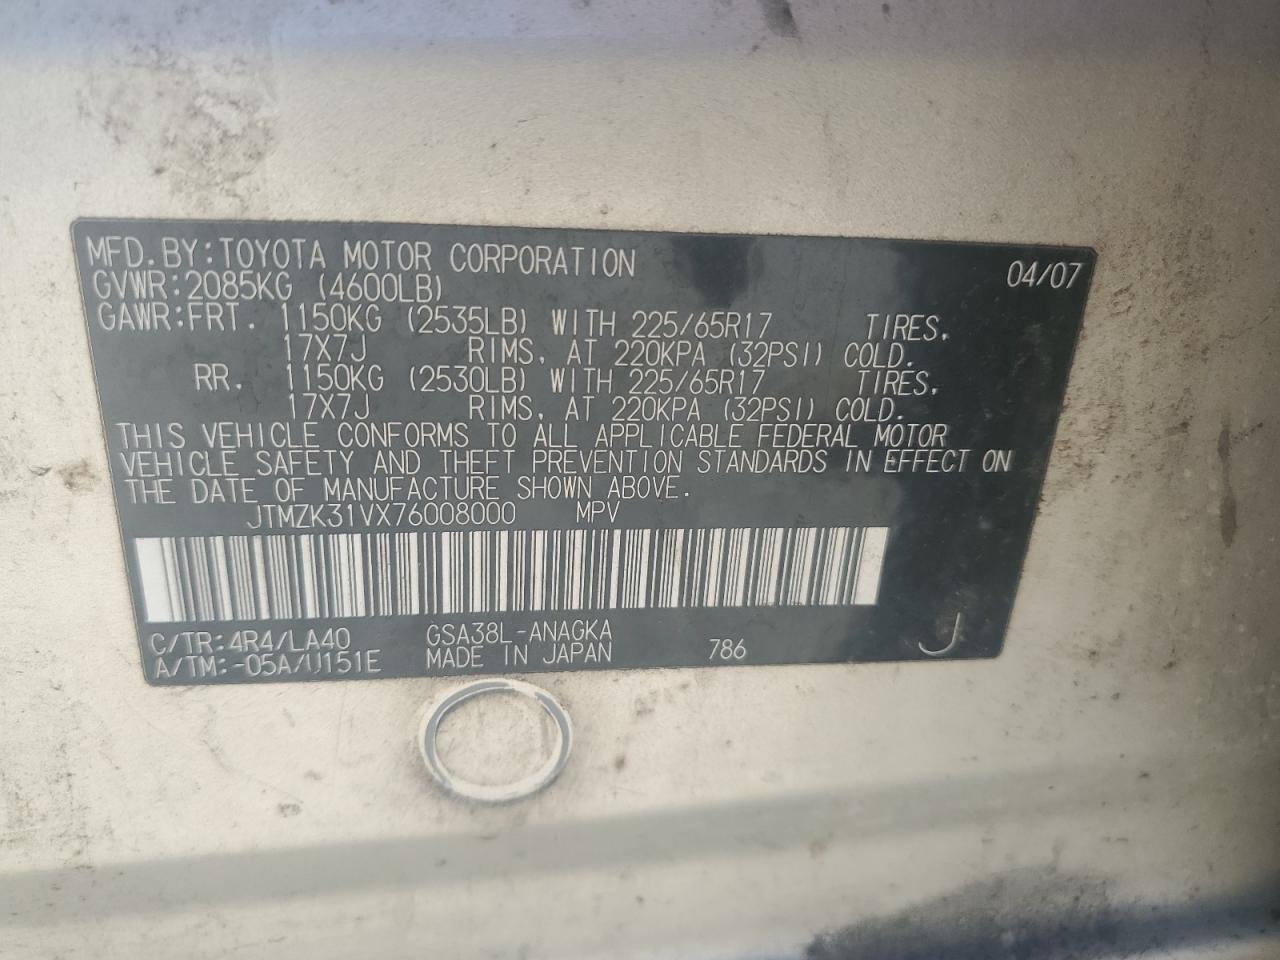 MFD. BY: TOYOTA MOTOR CORPORATION 04/07
GVWR: 2085KG (4600LB)
GAWR: FRT. 1150KG (2535LB) WITH 225/65R17 TIRES.
17X7J RIMS, AT 220KPA (32PSI) COLD.
RR. 1150KG (2530LB) WITH 225/65R17 TIRES,
17X7J RIMS, AT 220KPA (32PSI) COLD.
THIS VEHICLE CONFORMS TO ALL APPLICABLE FEDERAL MOTOR
VEHICLE SAFETY AND THEFT PREVENTION STANDARDS IN EFFECT ON
THE DATE OF MANUFACTURE SHOWN ABOVE.
JTMZK31VX76008000 MPV
C/TR: 4R4/LA40 GSA38L-ANAGKA 786 J
A/TM: -05A/U151E MADE IN JAPAN